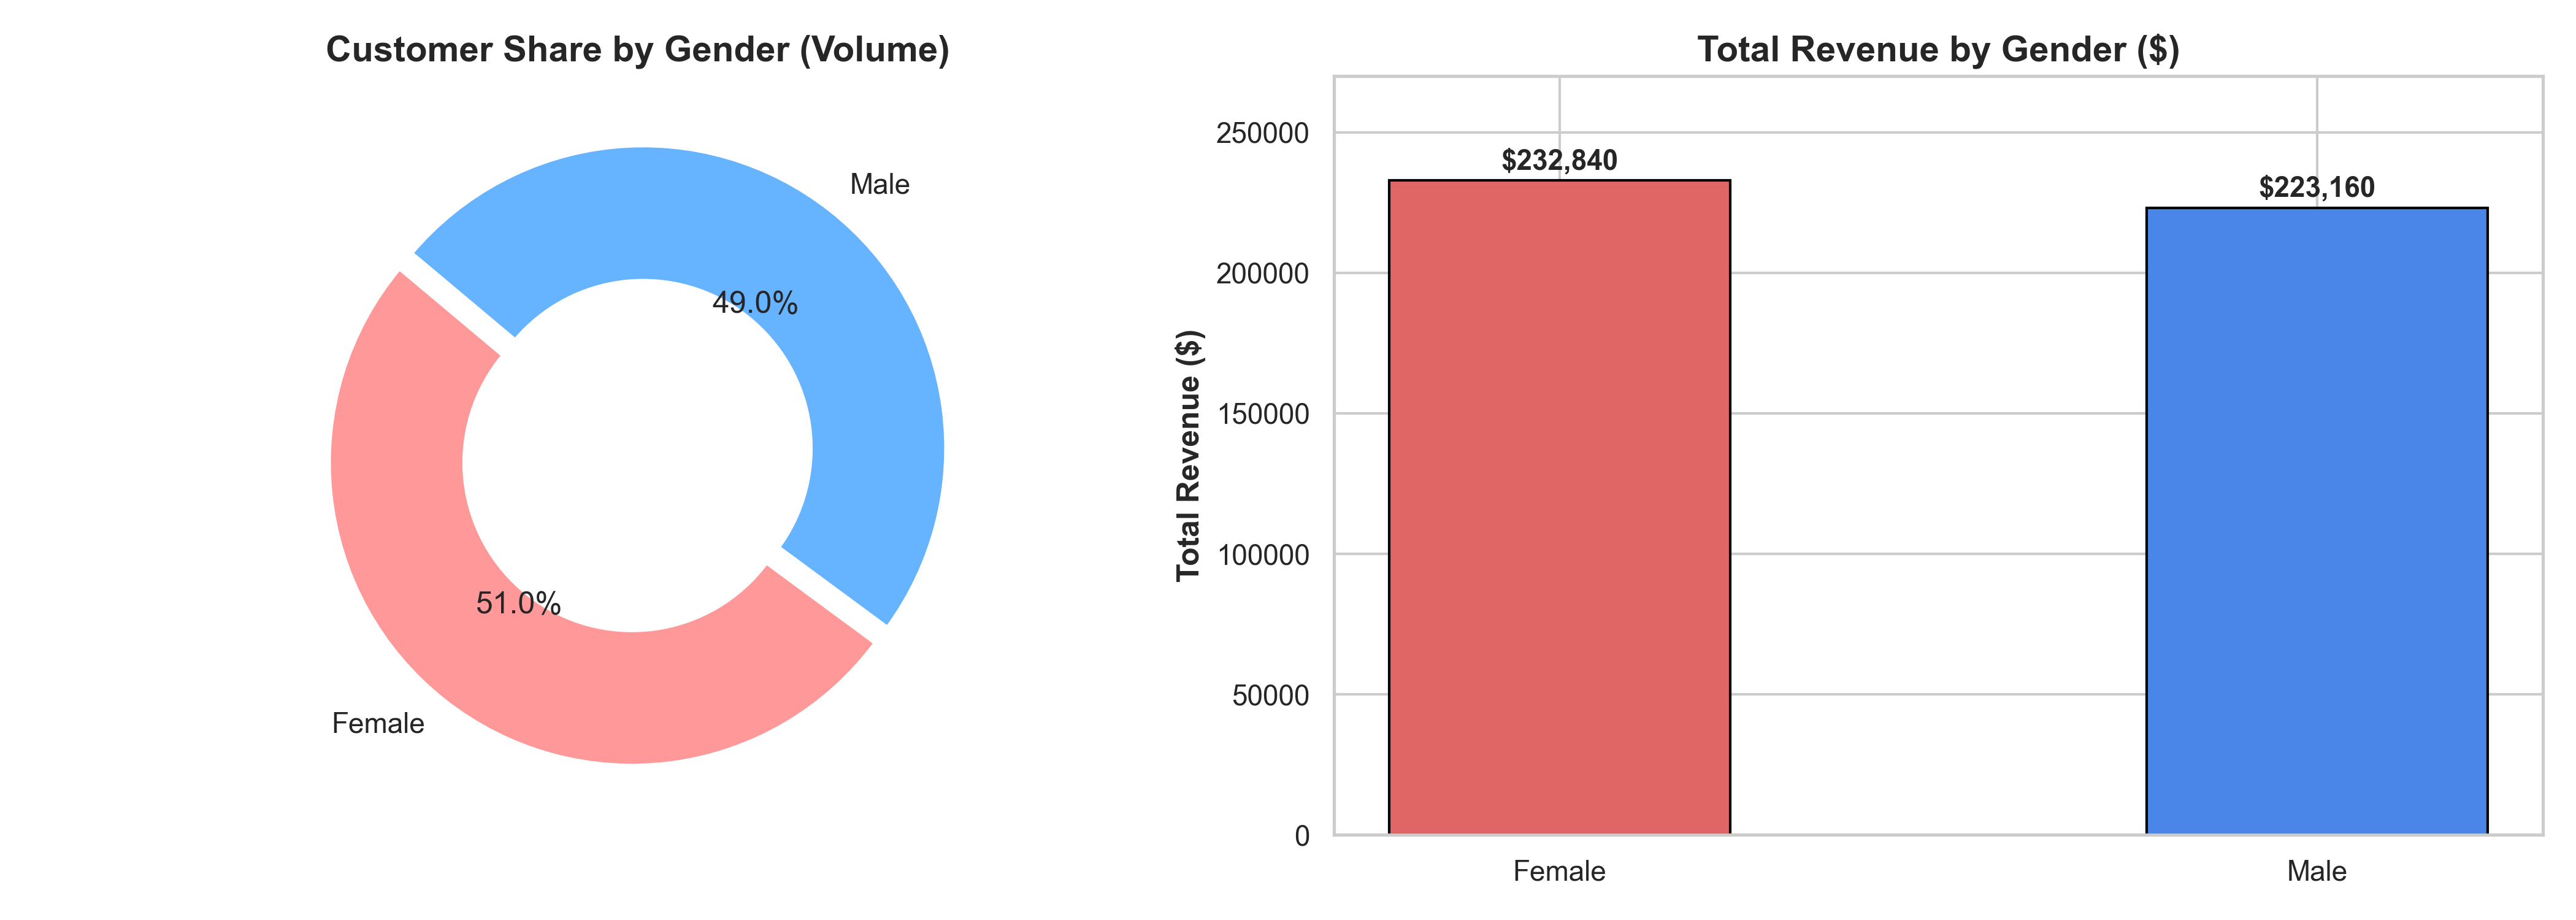 Customer Share by Gender (Volume)
Male
49.0%
51.0%
Female
Total Revenue by Gender ($)
Total Revenue ($)
250000
200000
150000
100000
50000
0
$232,840
$223,160
Female
Male